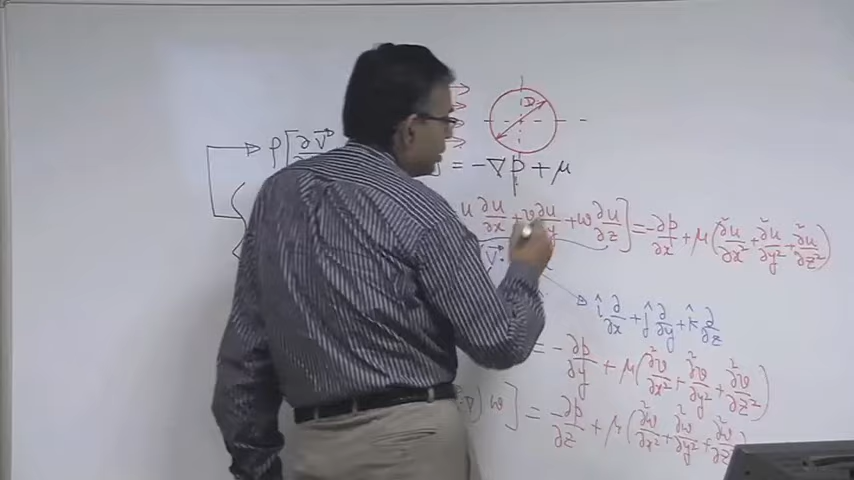 D
ρ[∂V⃗ = -∇p + μ
u ∂u/∂x + v ∂u/∂y + w ∂u/∂z] = -∂p/∂x + μ(∂²u/∂x² + ∂²u/∂y² + ∂²u/∂z²)
V⃗.
î ∂/∂x + ĵ ∂/∂y + k̂ ∂/∂z
= -∂p/∂y + μ(∂²v/∂x² + ∂²v/∂y² + ∂²v/∂z²)
∇) w] = -∂p/∂z + μ(∂²w/∂x² + ∂²w/∂y² + ∂²w/∂z²)